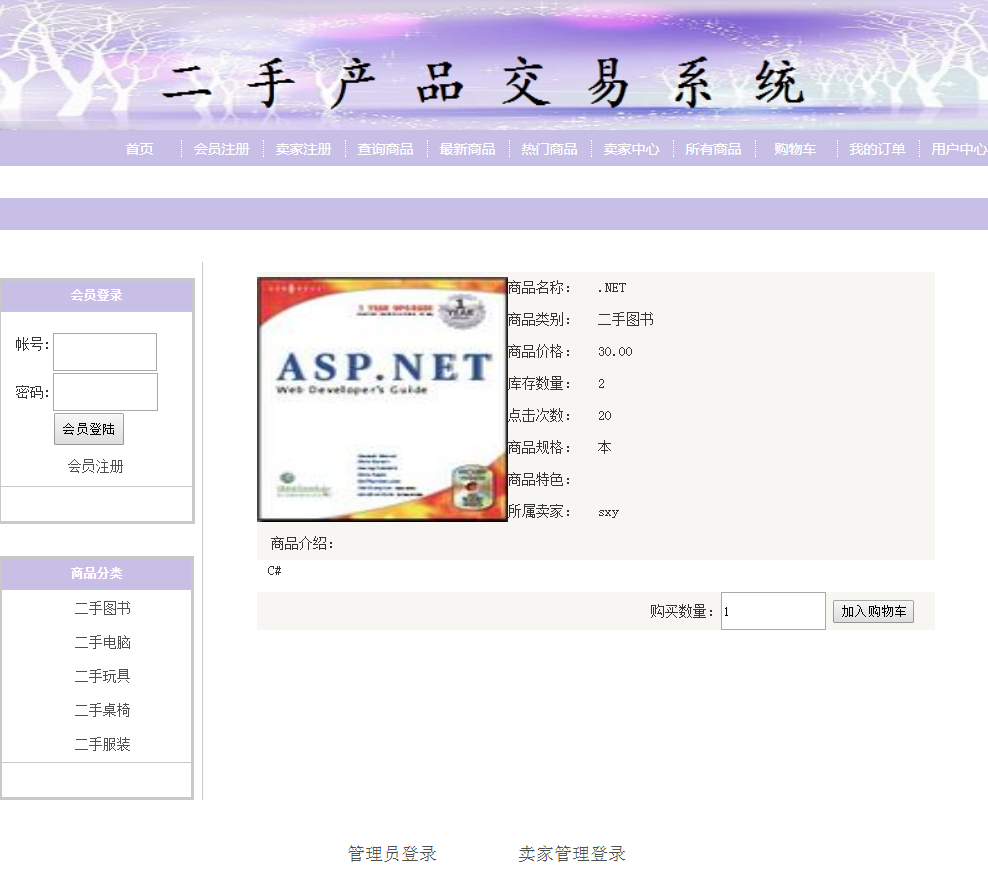 二手产品交易系统
首页 会员注册 卖家注册 查询商品 最新商品 热门商品 卖家中心 所有商品 购物车 我的订单 用户中心
会员登录
帐号:
密码:
会员登陆
会员注册
商品分类
二手图书
二手电脑
二手玩具
二手桌椅
二手服装
1 YEAR UPGRADE
1 YEAR
ASP.NET
Web Developer's Guide
商品名称: .NET
商品类别: 二手图书
商品价格: 30.00
库存数量: 2
点击次数: 20
商品规格: 本
商品特色:
所属卖家: sxy
商品介绍:
C#
购买数量: 1 加入购物车
管理员登录 卖家管理登录